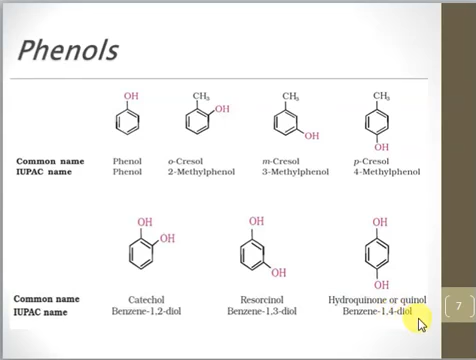 Phenols
OH CH3 OH CH3 OH CH3 OH
Common name Phenol o-Cresol m-Cresol p-Cresol
IUPAC name Phenol 2-Methylphenol 3-Methylphenol 4-Methylphenol
OH OH OH OH OH OH
Common name Catechol Resorcinol Hydroquinone or quinol
IUPAC name Benzene-1,2-diol Benzene-1,3-diol Benzene-1,4-diol
7